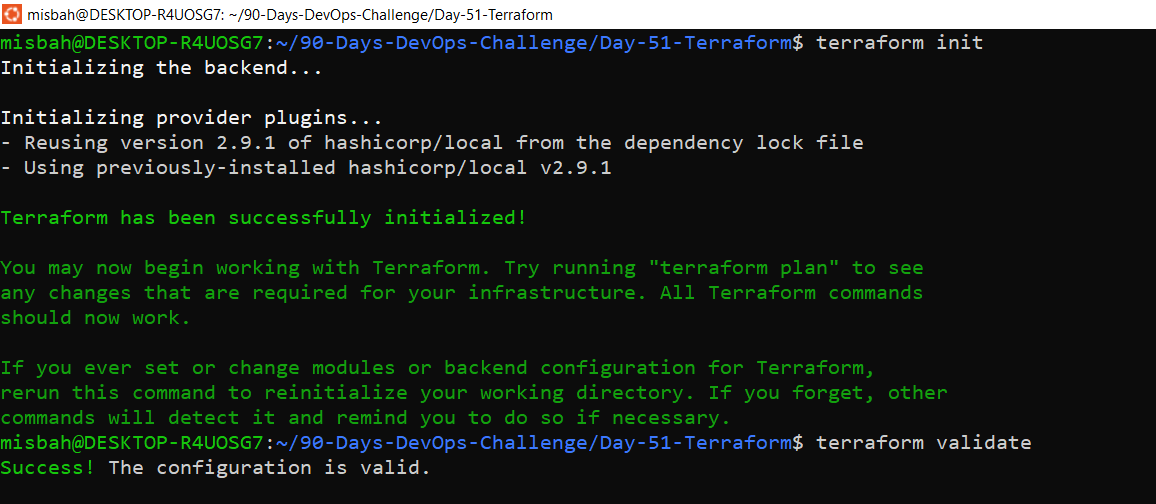 misbah@DESKTOP-R4UOSG7: ~/90-Days-DevOps-Challenge/Day-51-Terraform
misbah@DESKTOP-R4UOSG7:~/90-Days-DevOps-Challenge/Day-51-Terraform$ terraform init
Initializing the backend...
Initializing provider plugins...
- Reusing version 2.9.1 of hashicorp/local from the dependency lock file
- Using previously-installed hashicorp/local v2.9.1
Terraform has been successfully initialized!
You may now begin working with Terraform. Try running "terraform plan" to see
any changes that are required for your infrastructure. All Terraform commands
should now work.
If you ever set or change modules or backend configuration for Terraform,
rerun this command to reinitialize your working directory. If you forget, other
commands will detect it and remind you to do so if necessary.
misbah@DESKTOP-R4UOSG7:~/90-Days-DevOps-Challenge/Day-51-Terraform$ terraform validate
Success! The configuration is valid.